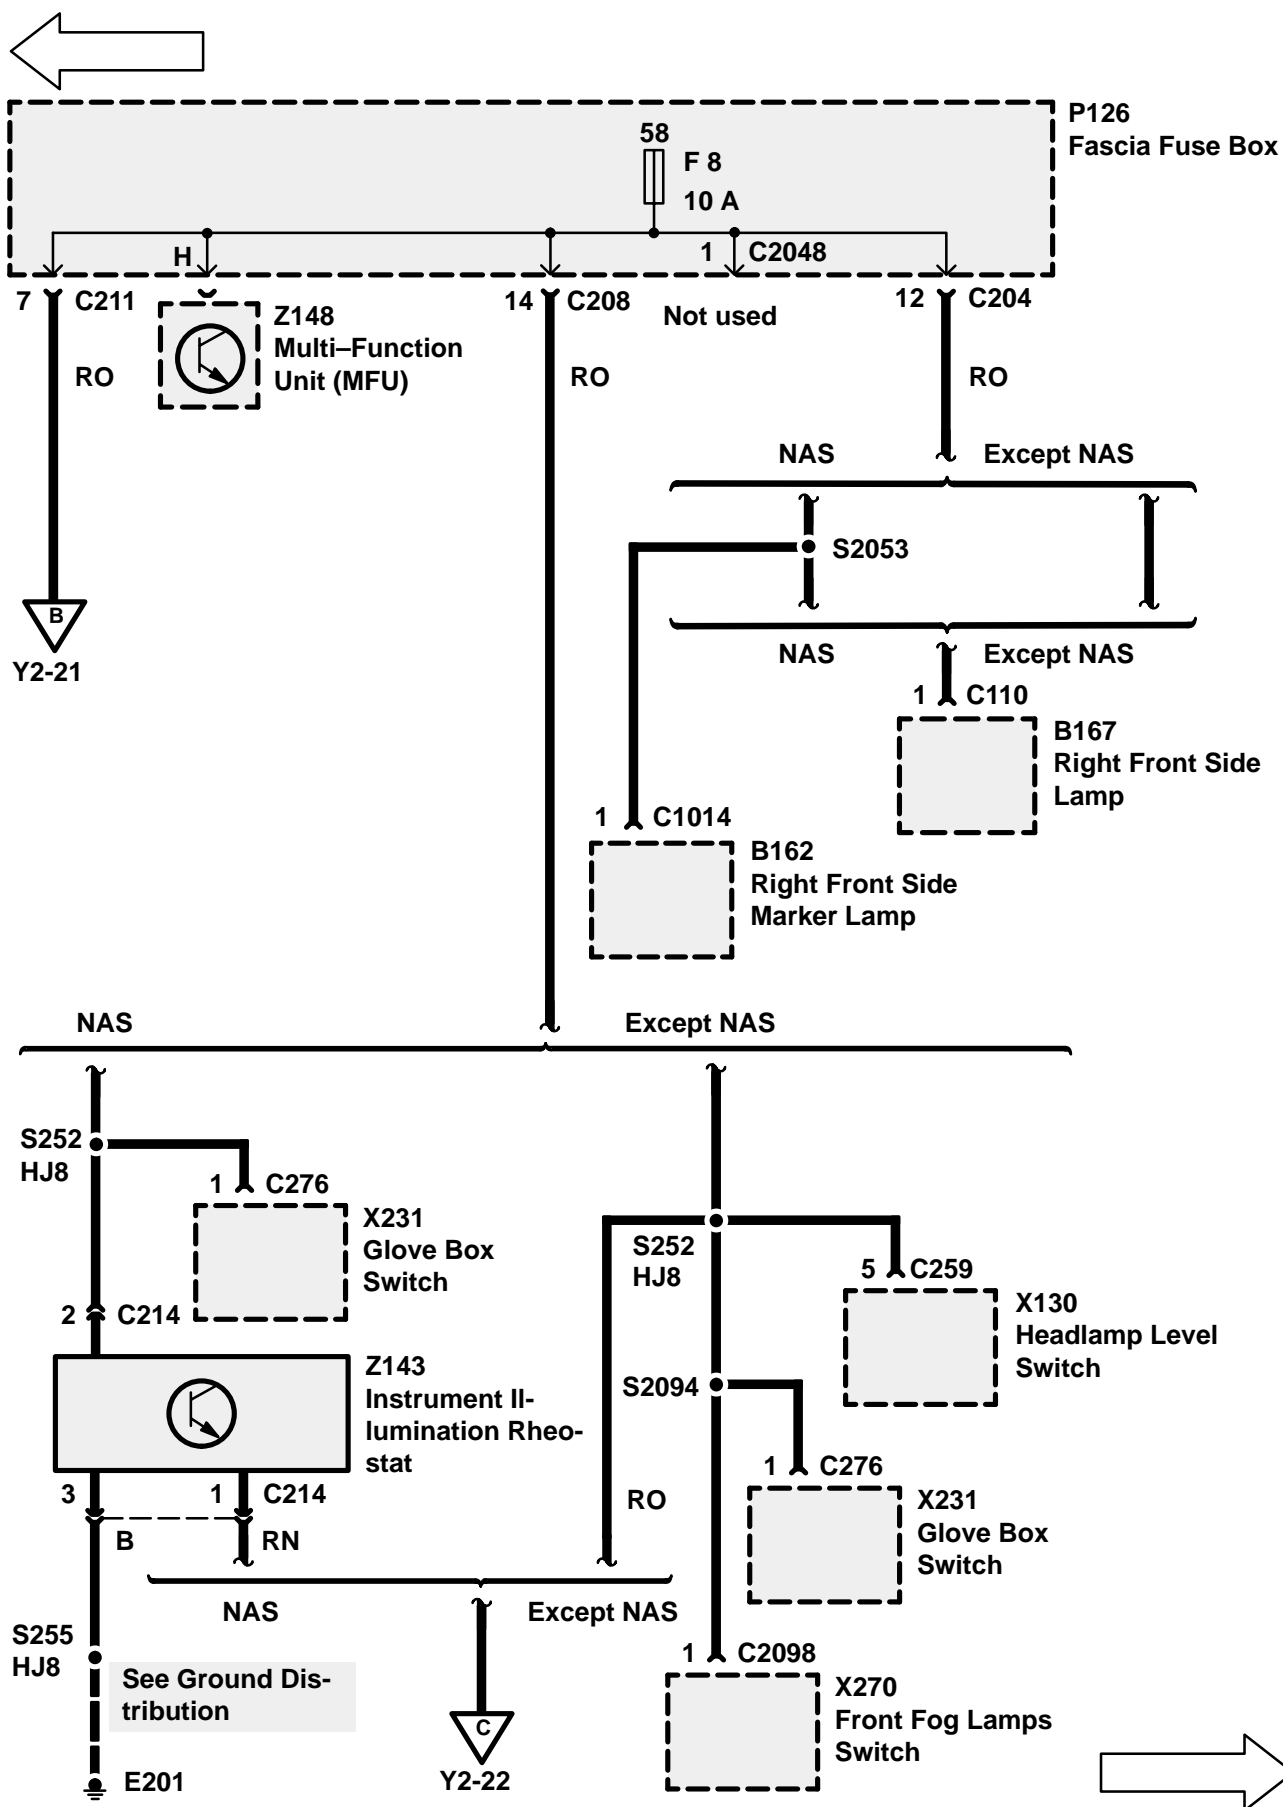 P126
Fascia Fuse Box
58
F 8
10 A
H
1 C2048
7 C211
Z148
Multi–Function
Unit (MFU)
14 C208
Not used
12 C204
RO
RO
RO
NAS
Except NAS
S2053
B
Y2-21
NAS
Except NAS
1 C110
B167
Right Front Side
Lamp
1 C1014
B162
Right Front Side
Marker Lamp
NAS
Except NAS
S252
HJ8
1 C276
X231
Glove Box
Switch
2 C214
S252
HJ8
5 C259
X130
Headlamp Level
Switch
Z143
Instrument Il-
lumination Rheo-
stat
S2094
3
1 C214
B
RN
RO
1 C276
X231
Glove Box
Switch
NAS
Except NAS
S255
HJ8
See Ground Dis-
tribution
E201
C
Y2-22
1 C2098
X270
Front Fog Lamps
Switch